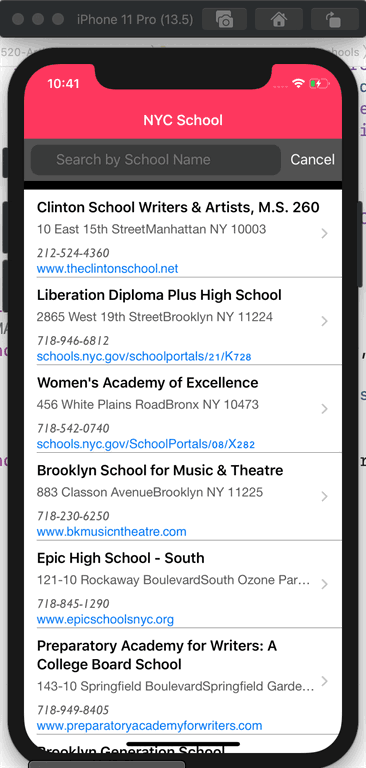 iPhone 11 Pro (13.5)
10:41
NYC School
Search by School Name
Cancel
Clinton School Writers & Artists, M.S. 260
10 East 15th StreetManhattan NY 10003
212-524-4360
www.theclintonschool.net
Liberation Diploma Plus High School
2865 West 19th StreetBrooklyn NY 11224
718-946-6812
schools.nyc.gov/schoolportals/21/K728
Women's Academy of Excellence
456 White Plains RoadBronx NY 10473
718-542-0740
schools.nyc.gov/SchoolPortals/08/X282
Brooklyn School for Music & Theatre
883 Classon AvenueBrooklyn NY 11225
718-230-6250
www.bkmusicntheatre.com
Epic High School - South
121-10 Rockaway BoulevardSouth Ozone Par...
718-845-1290
www.epicschoolsnyc.org
Preparatory Academy for Writers: A
College Board School
143-10 Springfield BoulevardSpringfield Garde...
718-949-8405
www.preparatoryacademyforwriters.com
Brooklyn Generation School